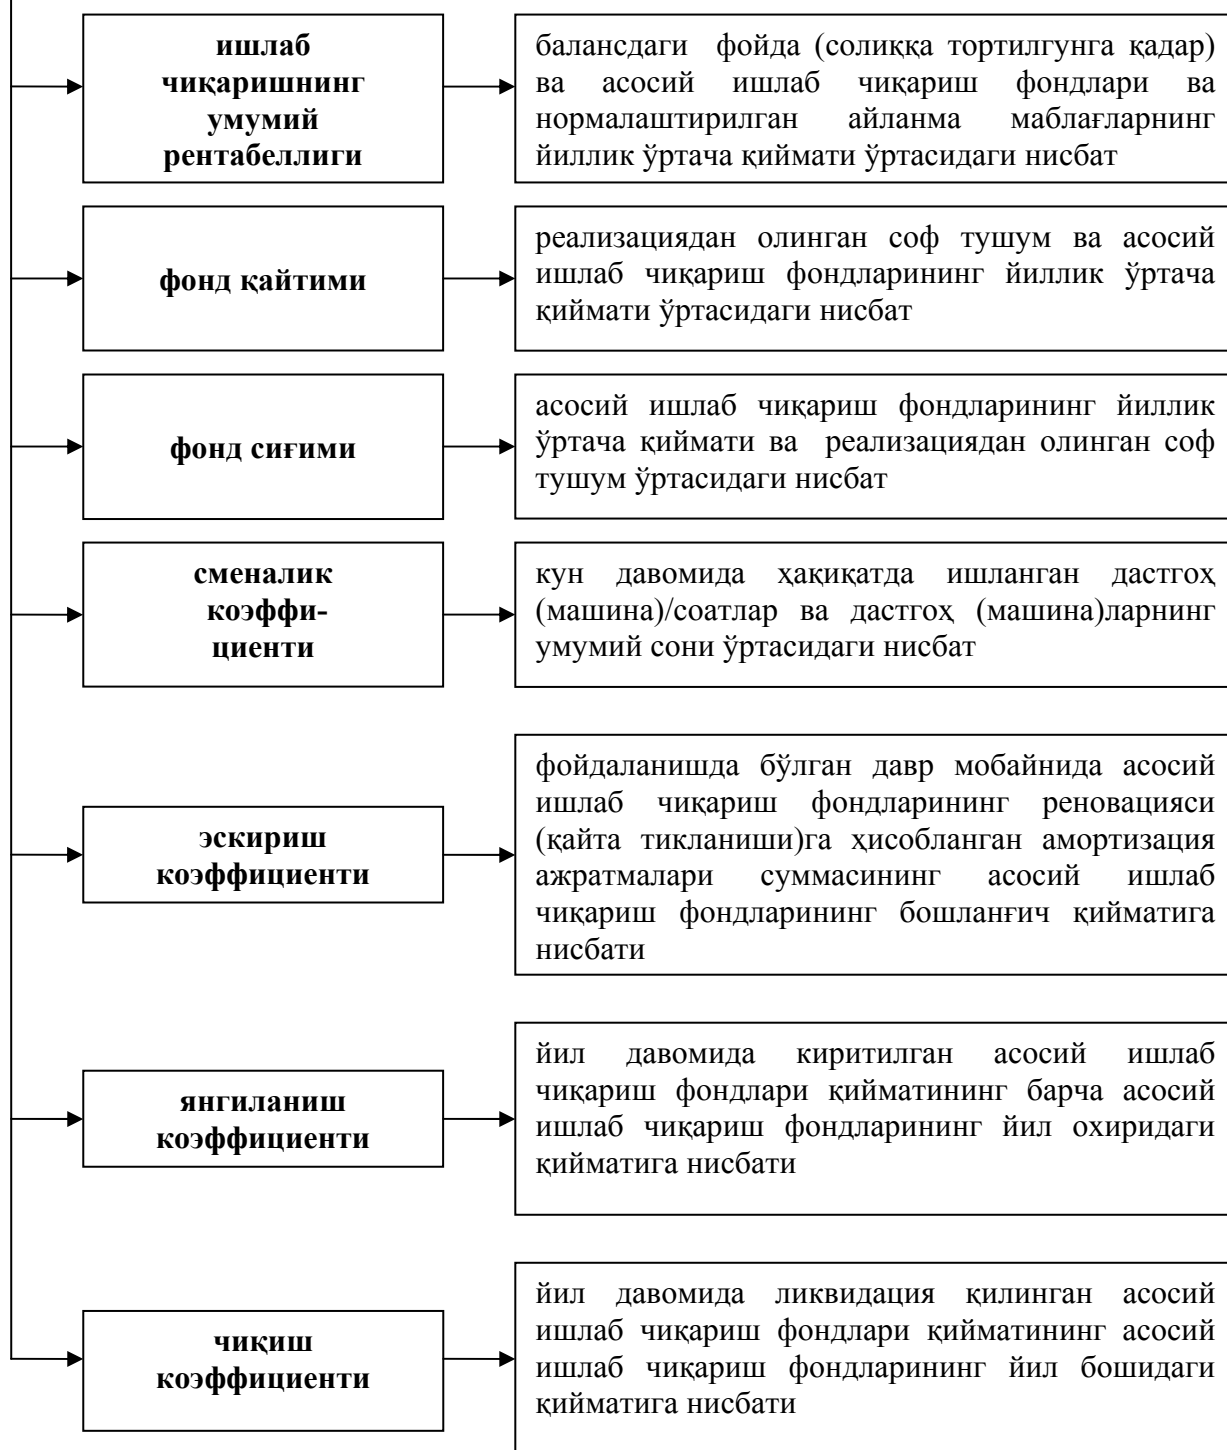 ишлаб
чиқаришнинг
умумий
рентабеллиги
балансдаги фойда (солиққа тортилгунга қадар)
ва асосий ишлаб чиқариш фондлари ва
нормалаштирилган айланма маблағларнинг
йиллик ўртача қиймати ўртасидаги нисбат
фонд қайтими
реализациядан олинган соф тушум ва асосий
ишлаб чиқариш фондларининг йиллик ўртача
қиймати ўртасидаги нисбат
фонд сиғими
асосий ишлаб чиқариш фондларининг йиллик
ўртача қиймати ва реализациядан олинган соф
тушум ўртасидаги нисбат
сменалик
коэффи-
циенти
кун давомида ҳақиқатда ишланган дастгоҳ
(машина)/соатлар ва дастгоҳ (машина)ларнинг
умумий сони ўртасидаги нисбат
эскириш
коэффициенти
фойдаланишда бўлган давр мобайнида асосий
ишлаб чиқариш фондларининг реновацияси
(қайта тикланиши)га ҳисобланган амортизация
ажратмалари суммасининг асосий ишлаб
чиқариш фондларининг бошланғич қийматига
нисбати
янгиланиш
коэффициенти
йил давомида киритилган асосий ишлаб
чиқариш фондлари қийматининг барча асосий
ишлаб чиқариш фондларининг йил охиридаги
қийматига нисбати
чиқиш
коэффициенти
йил давомида ликвидация қилинган асосий
ишлаб чиқариш фондлари қийматининг асосий
ишлаб чиқариш фондларининг йил бошидаги
қийматига нисбати